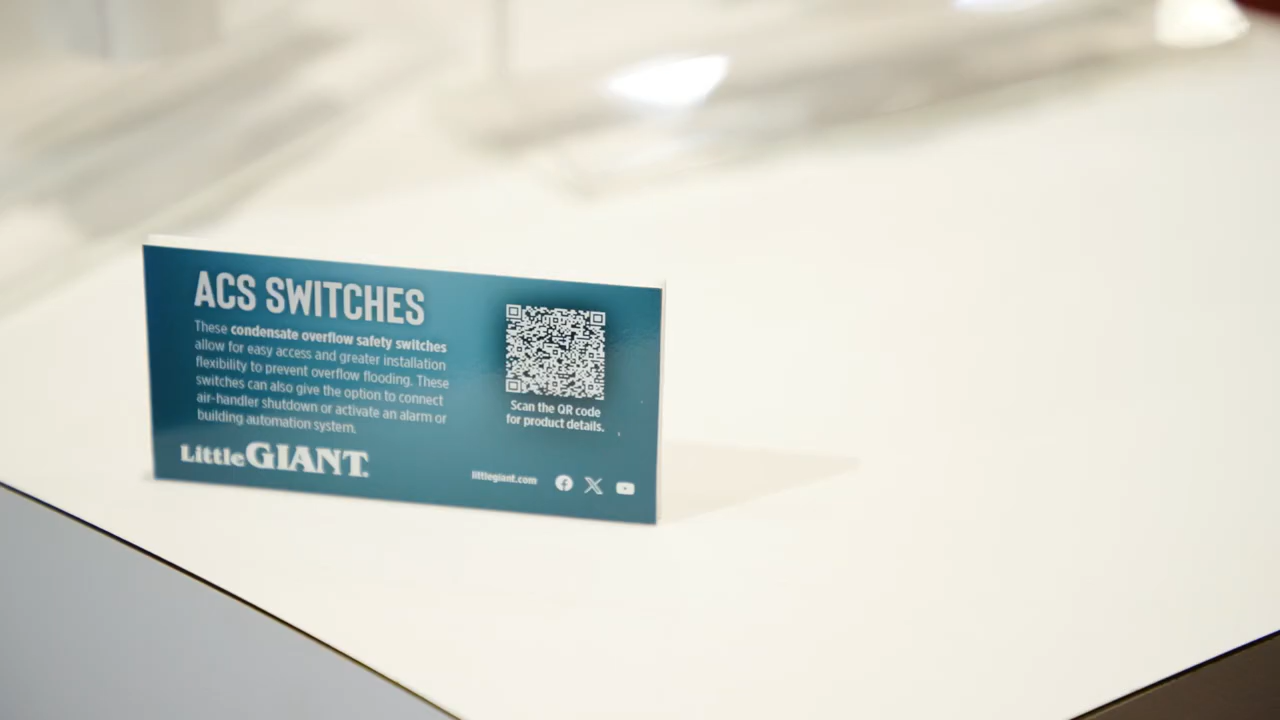 ACS SWITCHES
These condensate overflow safety switches
allow for easy access and greater installation
flexibility to prevent overflow flooding. These
switches can also give the option to connect
air-handler shutdown or activate an alarm or
building automation system.
Scan the QR code
for product details.
LittleGIANT.
littlegiant.com